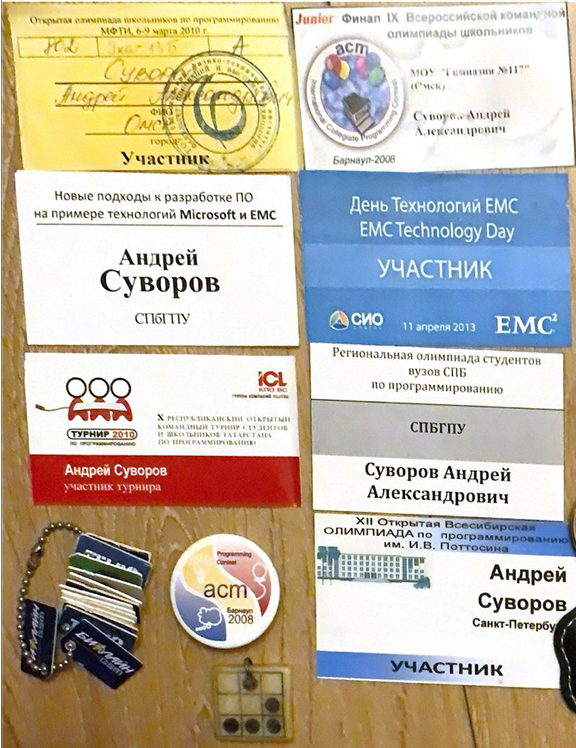 Открытая олимпиада школьников по программированию
МФТИ, 6-9 марта 2010 г.
А
Андрей
ФИО
Омск
город
Участник
Junior Финал IX Всероссийской командной
олимпиады школьников
acm
International Collegiate Programming Contest
МОУ "Гимназия №117"
(Омск)
Суворов Андрей
Александрович
Барнаул-2008
Новые подходы к разработке ПО
на примере технологий Microsoft и EMC
Андрей
Суворов
СПбГПУ
День Технологий EMC
EMC Technology Day
УЧАСТНИК
СИО
11 апреля 2013
EMC²
ICL
КПО ВС
ТУРНИР 2010
ПО ПРОГРАММИРОВАНИЮ
X РЕСПУБЛИКАНСКИЙ ОТКРЫТЫЙ
КОМАНДНЫЙ ТУРНИР СТУДЕНТОВ
И ШКОЛЬНИКОВ ТАТАРСТАНА
ПО ПРОГРАММИРОВАНИЮ
Андрей Суворов
участник турнира
Региональная олимпиада студентов
вузов СПБ
по программированию
СПБГПУ
Суворов Андрей
Александрович
XII Открытая Всесибирская
ОЛИМПИАДА по программированию
им. И.В. Поттосина
Андрей
Суворов
Санкт-Петербу
УЧАСТНИК
Programming
Contest
acm
Барнаул
2008
БИЛАЙН